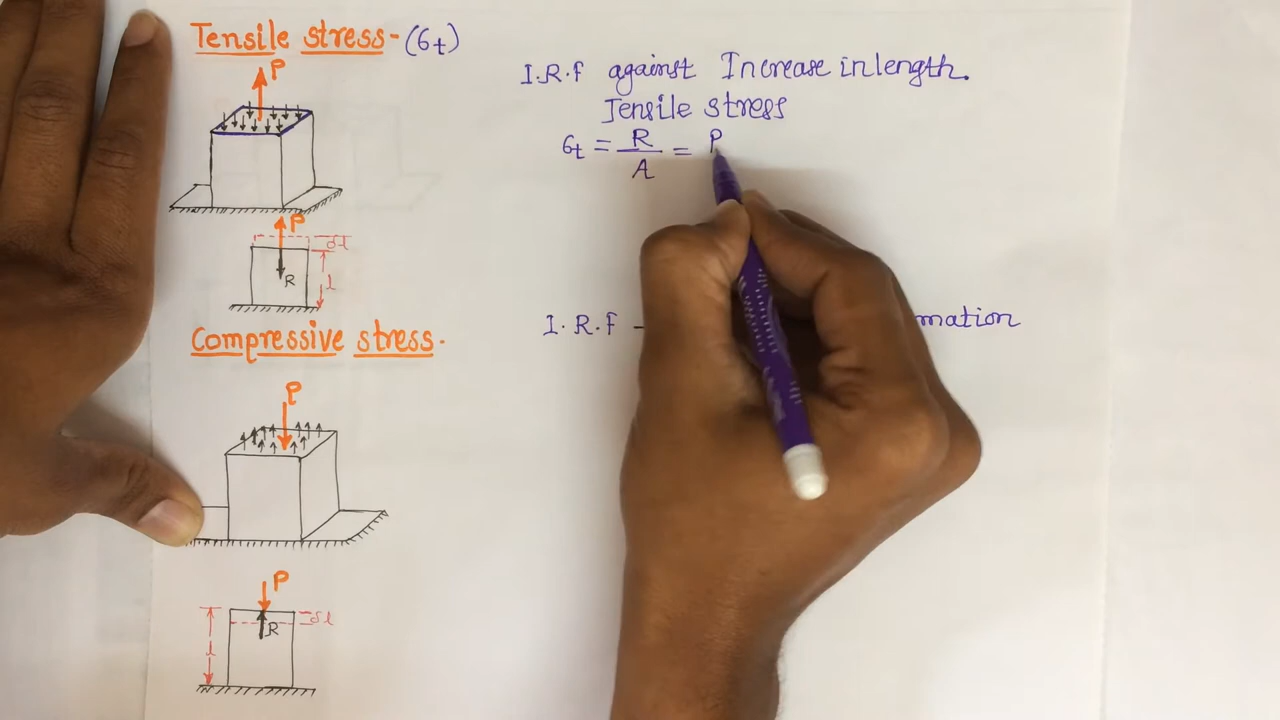 Tensile stress- (σt)
P
P
δl
R
l
Compressive stress.
P
P
δl
R
l
I.R.F against Increase in length.
Tensile stress
σt = R/A = P
I.R.F -
mation